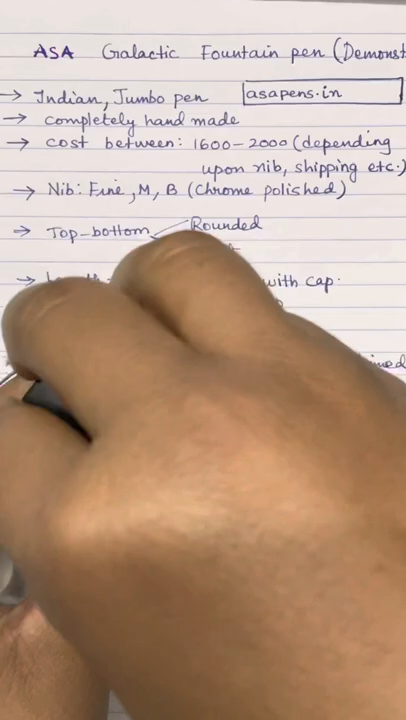 ASA Galactic Fountain pen (Demonst
→ Indian, Jumbo pen
asapens.in
→ completely hand made
→ cost between: 1600-2000 (depending
upon nib, shipping etc.)
→ Nib: Fine, M, B (Chrome polished)
→ Top-bottom
Rounded
→
with cap.